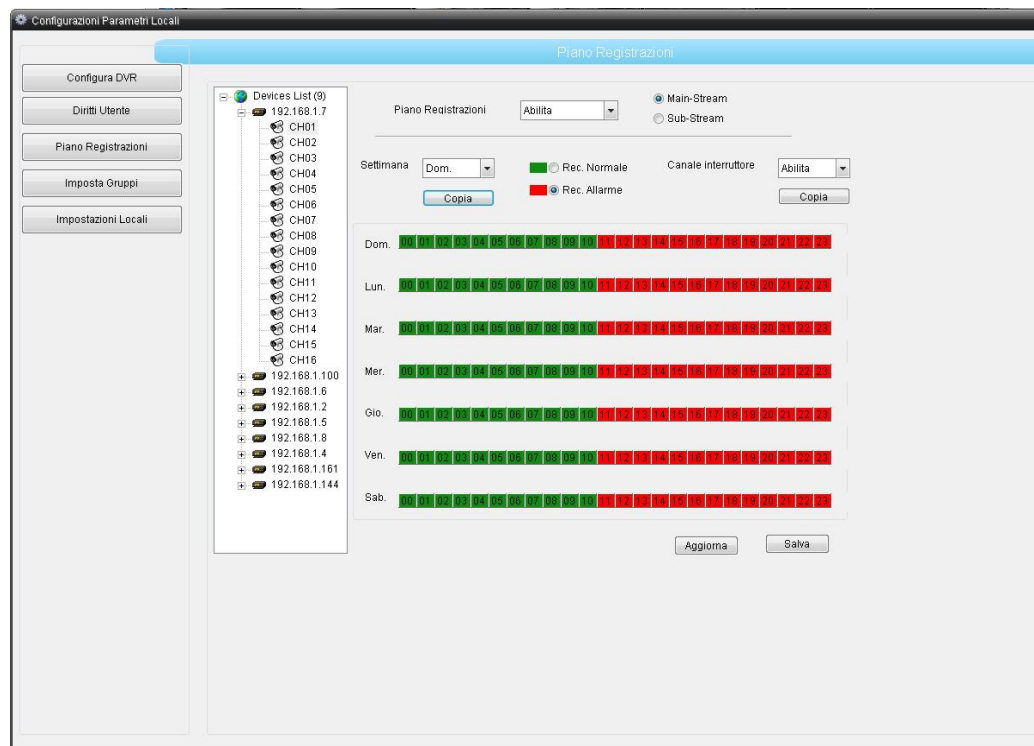 Configurazioni Parametri Locali
Piano Registrazioni
Configura DVR
Diritti Utente
Piano Registrazioni
Imposta Gruppi
Impostazioni Locali
Devices List (9)
192.168.1.7
CH01
CH02
CH03
CH04
CH05
CH06
CH07
CH08
CH09
CH10
CH11
CH12
CH13
CH14
CH15
CH16
192.168.1.100
192.168.1.6
192.168.1.2
192.168.1.5
192.168.1.8
192.168.1.4
192.168.1.161
192.168.1.144
Piano Registrazioni Abilita Main-Stream
Sub-Stream
Settimana Dom. Rec. Normale Canale interruttore Abilita
Copia Rec. Allarme Copia
Dom. 00 01 02 03 04 05 06 07 08 09 10 11 12 13 14 15 16 17 18 19 20 21 22 23
Lun. 00 01 02 03 04 05 06 07 08 09 10 11 12 13 14 15 16 17 18 19 20 21 22 23
Mar. 00 01 02 03 04 05 06 07 08 09 10 11 12 13 14 15 16 17 18 19 20 21 22 23
Mer. 00 01 02 03 04 05 06 07 08 09 10 11 12 13 14 15 16 17 18 19 20 21 22 23
Gio. 00 01 02 03 04 05 06 07 08 09 10 11 12 13 14 15 16 17 18 19 20 21 22 23
Ven. 00 01 02 03 04 05 06 07 08 09 10 11 12 13 14 15 16 17 18 19 20 21 22 23
Sab. 00 01 02 03 04 05 06 07 08 09 10 11 12 13 14 15 16 17 18 19 20 21 22 23
Aggiorna Salva